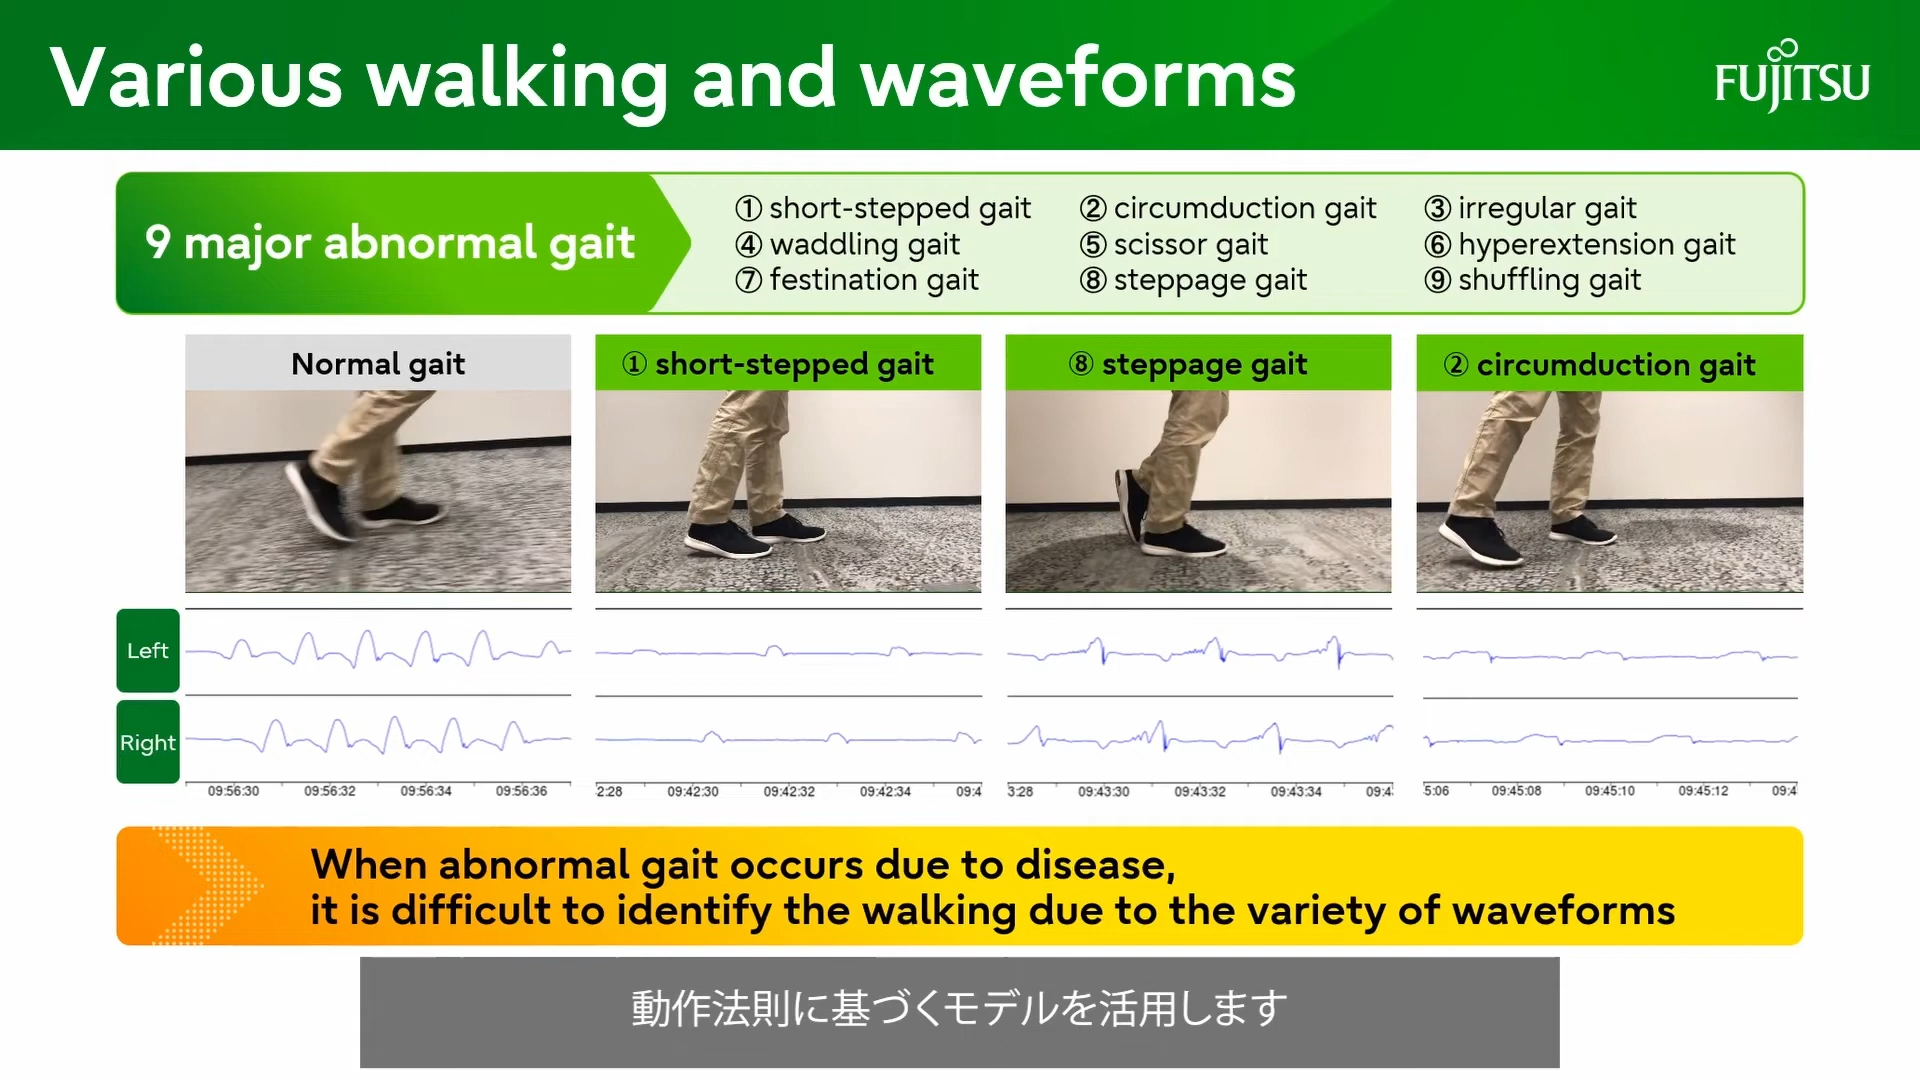 Various walking and waveforms
FUJITSU
9 major abnormal gait
① short-stepped gait ② circumduction gait ③ irregular gait
④ waddling gait ⑤ scissor gait ⑥ hyperextension gait
⑦ festination gait ⑧ steppage gait ⑨ shuffling gait
Normal gait
① short-stepped gait
⑧ steppage gait
② circumduction gait
Left
Right
09:56:30 09:56:32 09:56:34 09:56:36
2:28 09:42:30 09:42:32 09:42:34 09:4
3:28 09:43:30 09:43:32 09:43:34 09:4
5:06 09:45:08 09:45:10 09:45:12 09:4
When abnormal gait occurs due to disease,
it is difficult to identify the walking due to the variety of waveforms
動作法則に基づくモデルを活用します